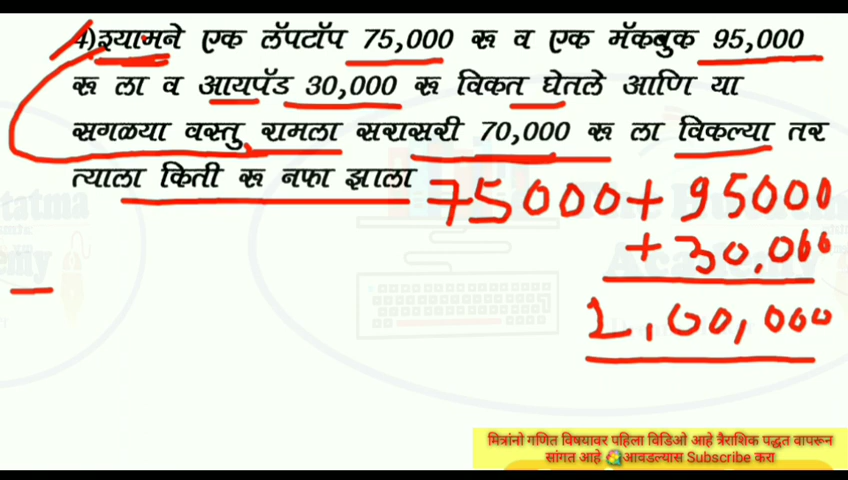 4)श्यामने एक लॅपटॉप 75,000 रू व एक मॅकबुक 95,000
रू ला व आयपॅड 30,000 रू विकत घेतले आणि या
सगळया वस्तु रामला सरासरी 70,000 रू ला विकल्या तर
त्याला किती रू नफा झाला
75000 + 95000
+ 30,000
2,00,000
Academy
मित्रांनो गणित विषयावर पहिला विडिओ आहे त्रैराशिक पद्धत वापरून
सांगत आहे आवडल्यास Subscribe करा